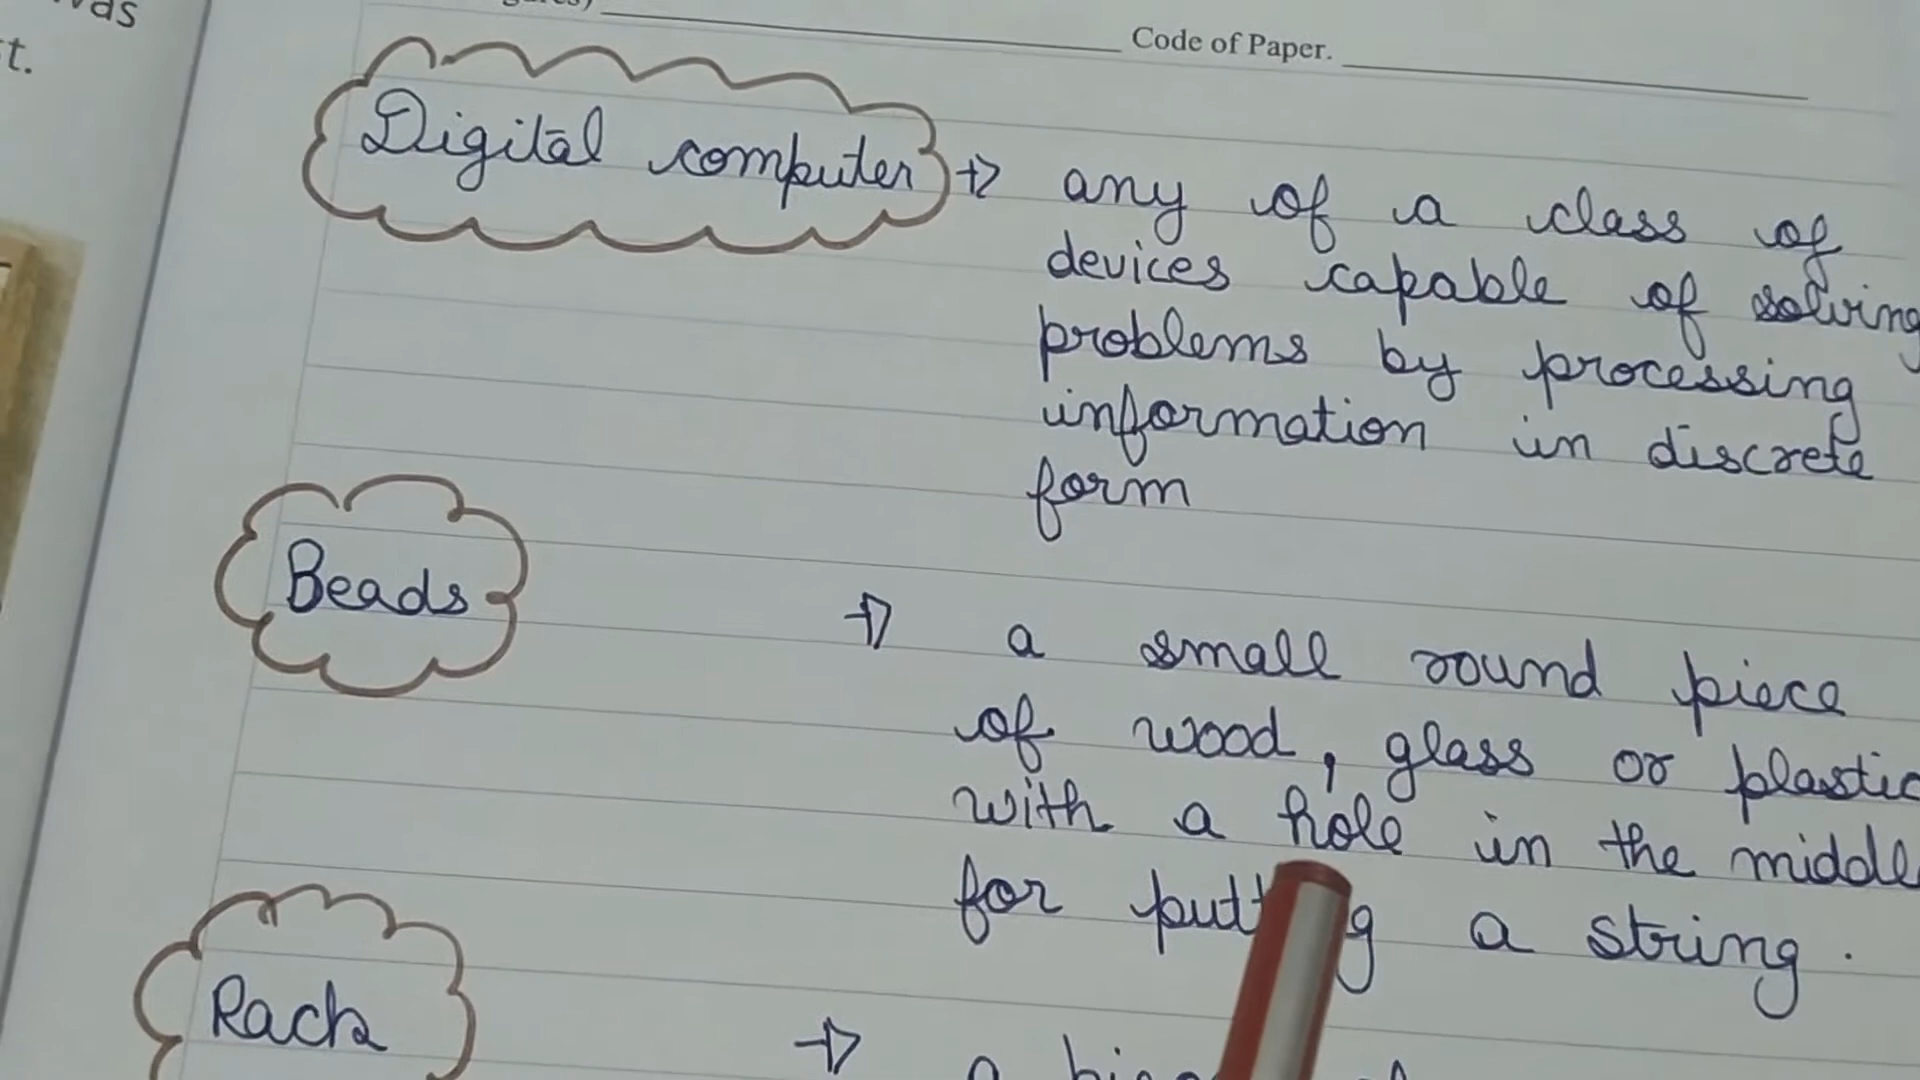 Code of Paper.
Digital computer → any of a class of
devices capable of solving
problems by processing
information in discrete
form
Beads → a small round piece
of wood, glass or plastic
with a hole in the middle
for putting a string.
Rack → a
t.